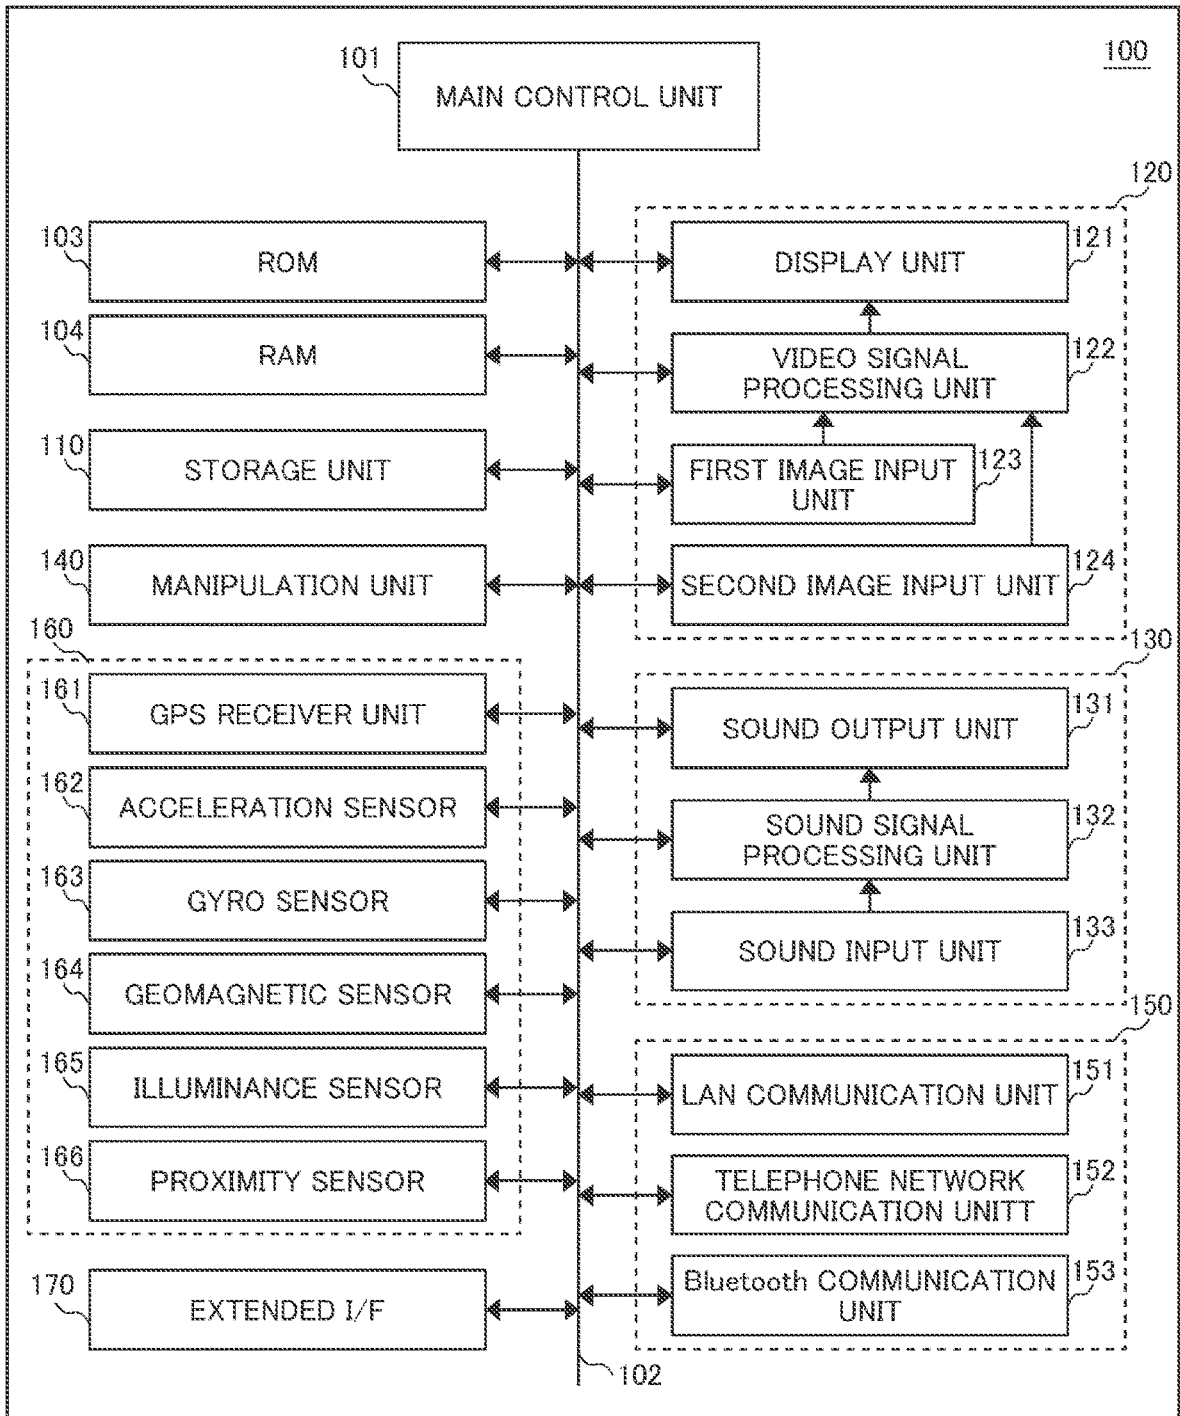 100
101
MAIN CONTROL UNIT
103
ROM
104
RAM
110
STORAGE UNIT
140
MANIPULATION UNIT
160
161
GPS RECEIVER UNIT
162
ACCELERATION SENSOR
163
GYRO SENSOR
164
GEOMAGNETIC SENSOR
165
ILLUMINANCE SENSOR
166
PROXIMITY SENSOR
170
EXTENDED I/F
102
120
DISPLAY UNIT
121
VIDEO SIGNAL
PROCESSING UNIT
122
FIRST IMAGE INPUT
UNIT
123
SECOND IMAGE INPUT UNIT
124
130
SOUND OUTPUT UNIT
131
SOUND SIGNAL
PROCESSING UNIT
132
SOUND INPUT UNIT
133
150
LAN COMMUNICATION UNIT
151
TELEPHONE NETWORK
COMMUNICATION UNITT
152
Bluetooth COMMUNICATION
UNIT
153